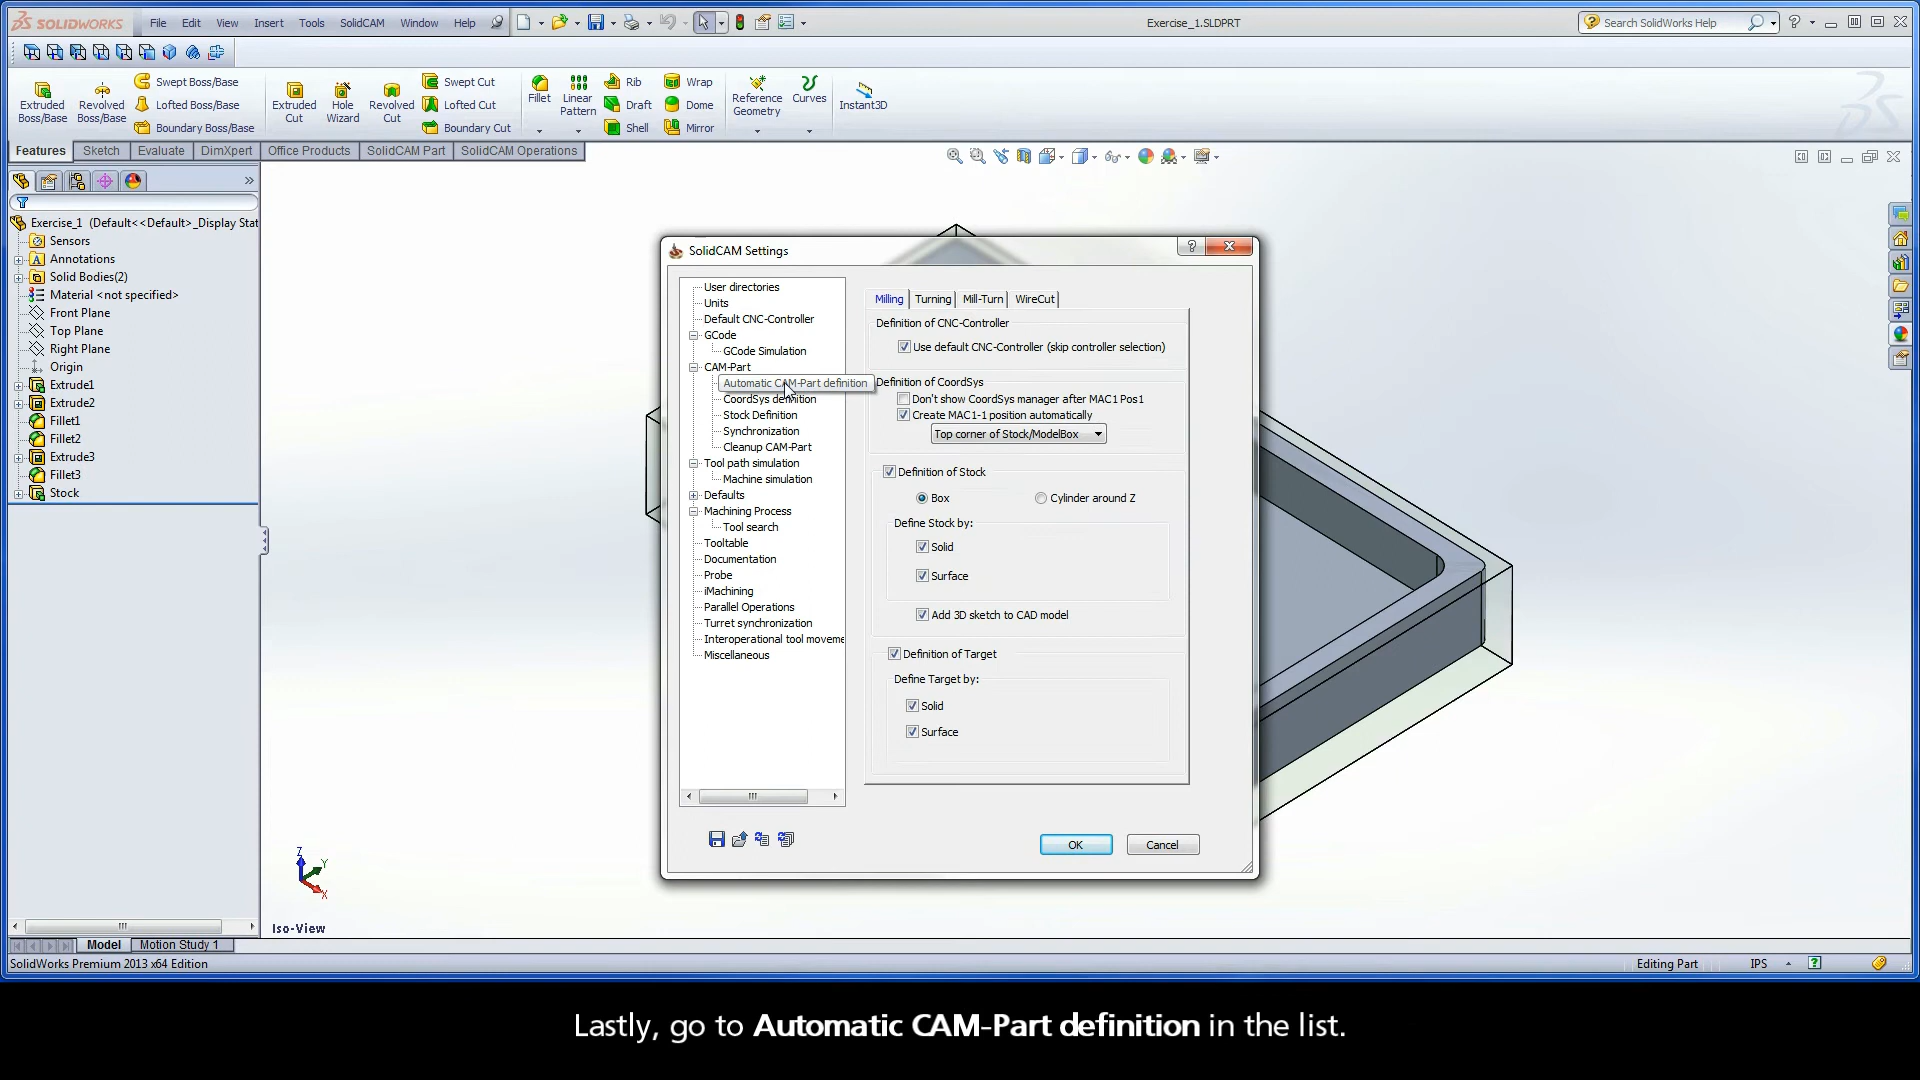 SOLIDWORKS File Edit View Insert Tools SolidCAM Window Help Exercise_1.SLDPRT Search SolidWorks Help
Extruded Boss/Base
Revolved Boss/Base
Swept Boss/Base
Lofted Boss/Base
Boundary Boss/Base
Extruded Cut
Hole Wizard
Revolved Cut
Swept Cut
Lofted Cut
Boundary Cut
Fillet
Linear Pattern
Rib
Draft
Shell
Wrap
Dome
Mirror
Reference Geometry
Curves
Instant3D
Features Sketch Evaluate DimXpert Office Products SolidCAM Part SolidCAM Operations
Exercise_1 (Default<<Default>_Display Stat
Sensors
Annotations
Solid Bodies(2)
Material <not specified>
Front Plane
Top Plane
Right Plane
Origin
Extrude1
Extrude2
Fillet1
Fillet2
Extrude3
Fillet3
Stock
SolidCAM Settings
User directories
Units
Default CNC-Controller
GCode
GCode Simulation
CAM-Part
Automatic CAM-Part definition
CoordSys definition
Stock Definition
Synchronization
Cleanup CAM-Part
Tool path simulation
Machine simulation
Defaults
Machining Process
Tool search
Tooltable
Documentation
Probe
iMachining
Parallel Operations
Turret synchronization
Interoperational tool moveme
Miscellaneous
Milling Turning Mill-Turn WireCut
Definition of CNC-Controller
Use default CNC-Controller (skip controller selection)
Definition of CoordSys
Don't show CoordSys manager after MAC1 Pos1
Create MAC1-1 position automatically
Top corner of Stock/ModelBox
Definition of Stock
Box Cylinder around Z
Define Stock by:
Solid
Surface
Add 3D sketch to CAD model
Definition of Target
Define Target by:
Solid
Surface
OK Cancel
Z
Y
X
Iso-View
Model Motion Study 1
SolidWorks Premium 2013 x64 Edition Editing Part IPS
Lastly, go to Automatic CAM-Part definition in the list.